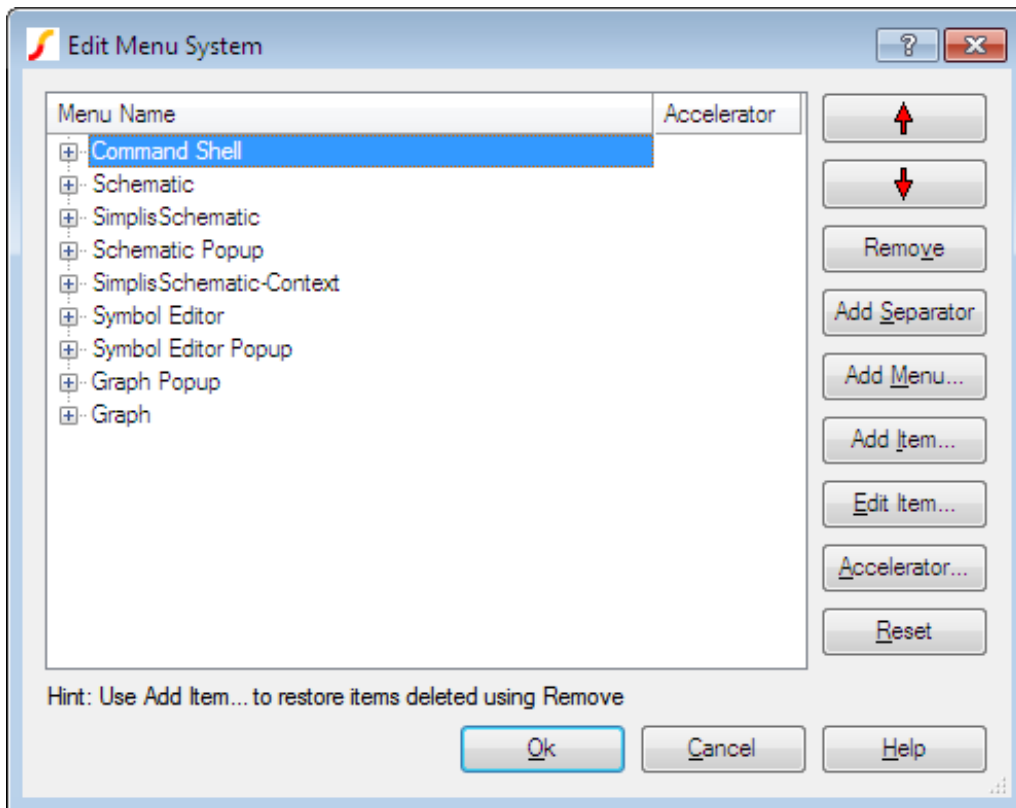 Edit Menu System
Menu Name Accelerator
Command Shell
Schematic
SimplisSchematic
Schematic Popup
SimplisSchematic-Context
Symbol Editor
Symbol Editor Popup
Graph Popup
Graph
Remove
Add Separator
Add Menu...
Add Item...
Edit Item...
Accelerator...
Reset
Hint: Use Add Item... to restore items deleted using Remove
Ok Cancel Help